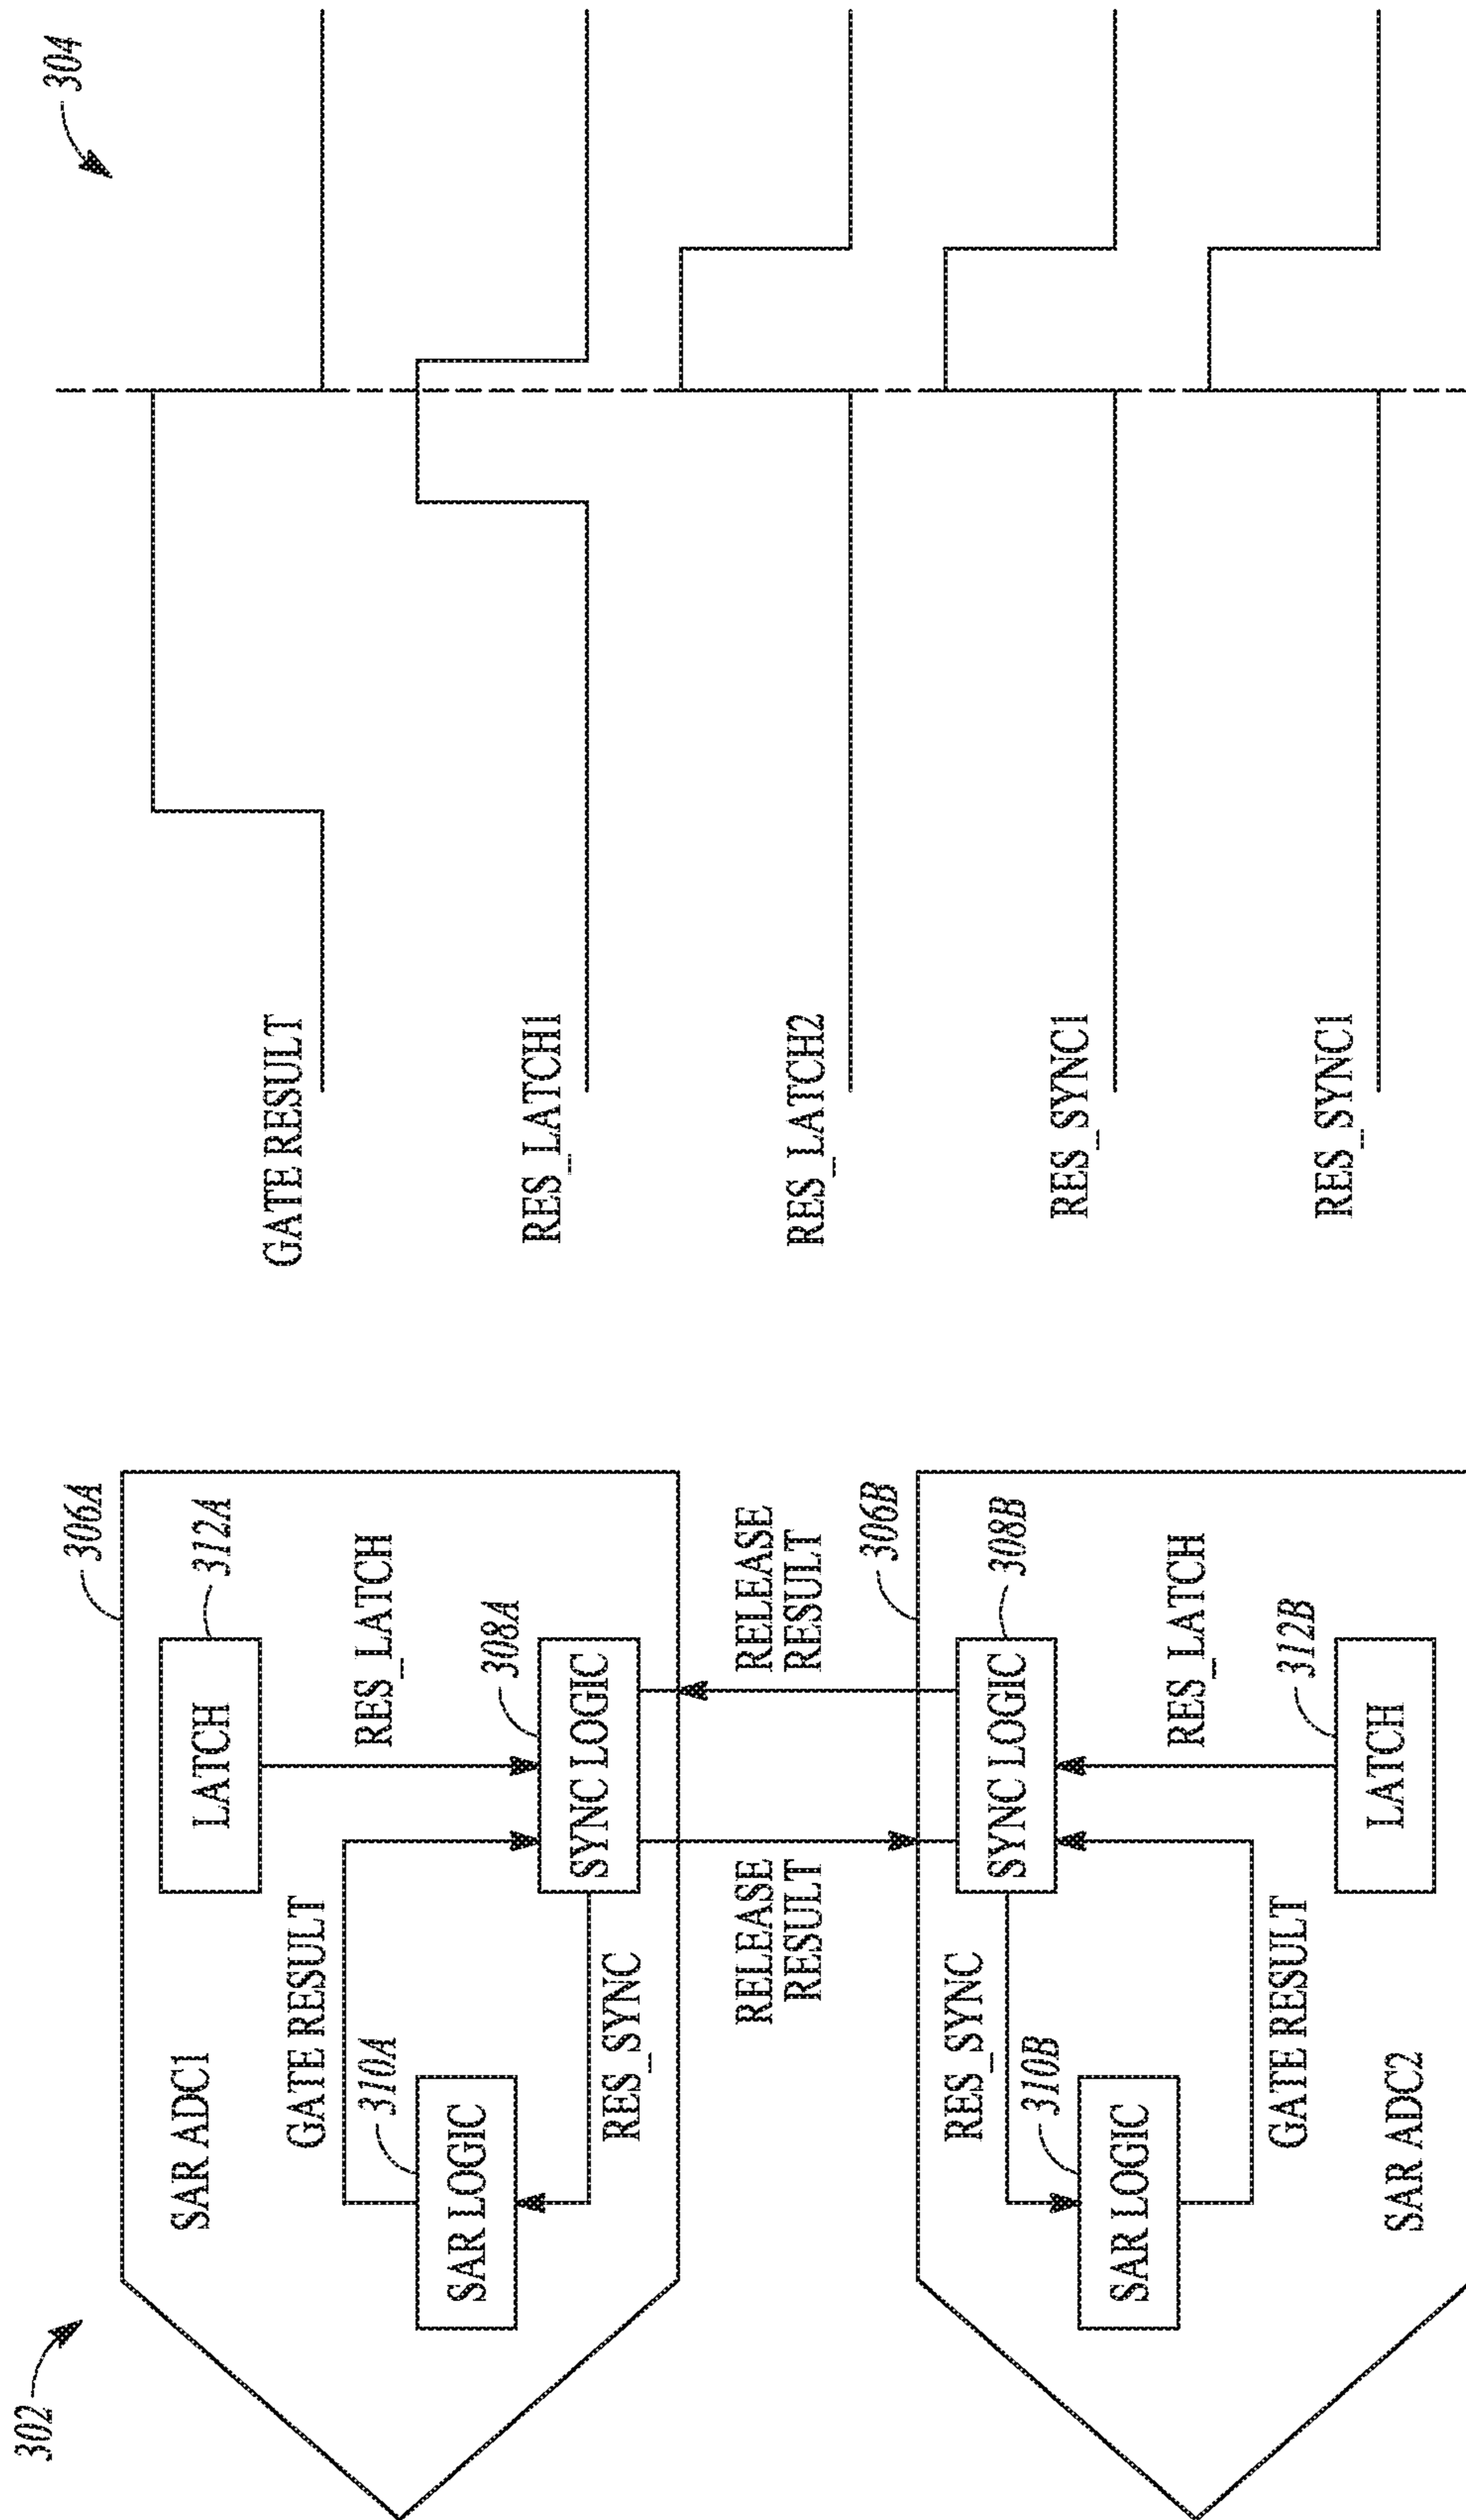 302
SAR ADC1
306A
LATCH
312A
GATE RESULT
RES_LATCH
310A
SAR LOGIC
308A
SYNC LOGIC
RES_SYNC
RELEASE
RESULT
RELEASE
RESULT
306B
RES_SYNC
SYNC LOGIC
308B
310B
SAR LOGIC
RES_LATCH
GATE RESULT
312B
LATCH
SAR ADC2
304
GATE RESULT
RES_LATCH1
RES_LATCH2
RES_SYNC1
RES_SYNC1